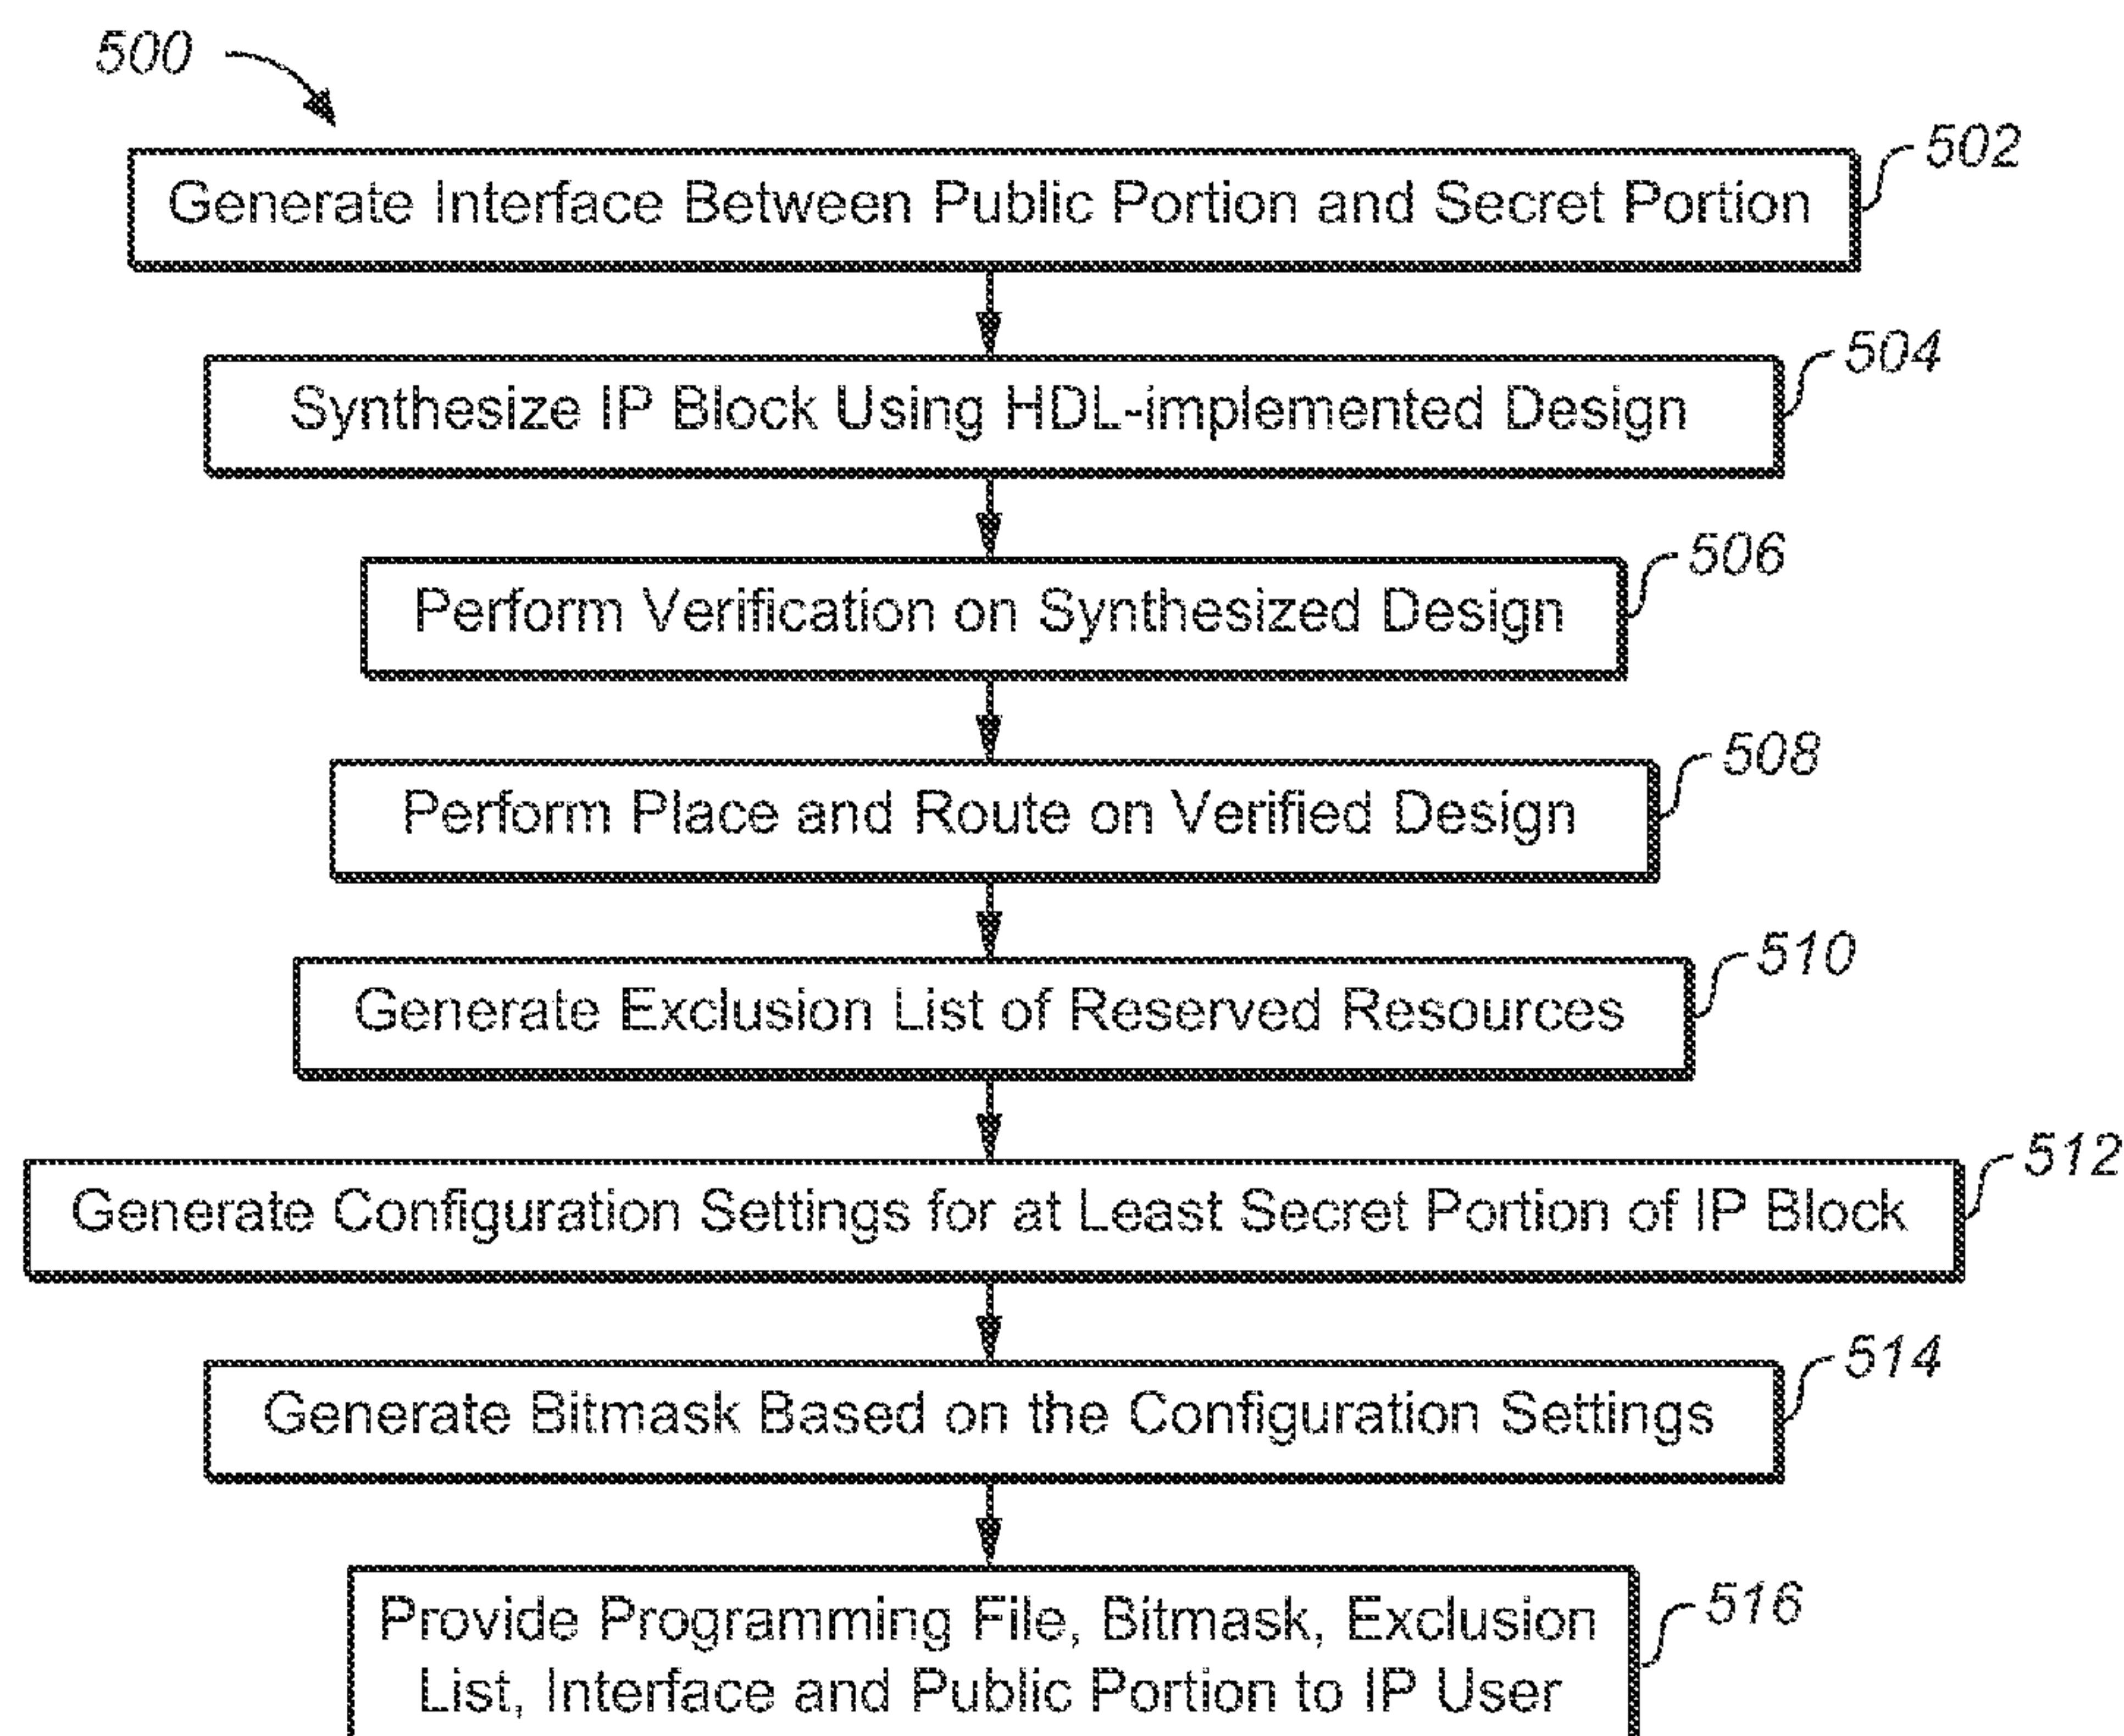 500
502
Generate Interface Between Public Portion and Secret Portion
504
Synthesize IP Block Using HDL-implemented Design
506
Perform Verification on Synthesized Design
508
Perform Place and Route on Verified Design
510
Generate Exclusion List of Reserved Resources
512
Generate Configuration Settings for at Least Secret Portion of IP Block
514
Generate Bitmask Based on the Configuration Settings
516
Provide Programming File, Bitmask, Exclusion
List, Interface and Public Portion to IP User